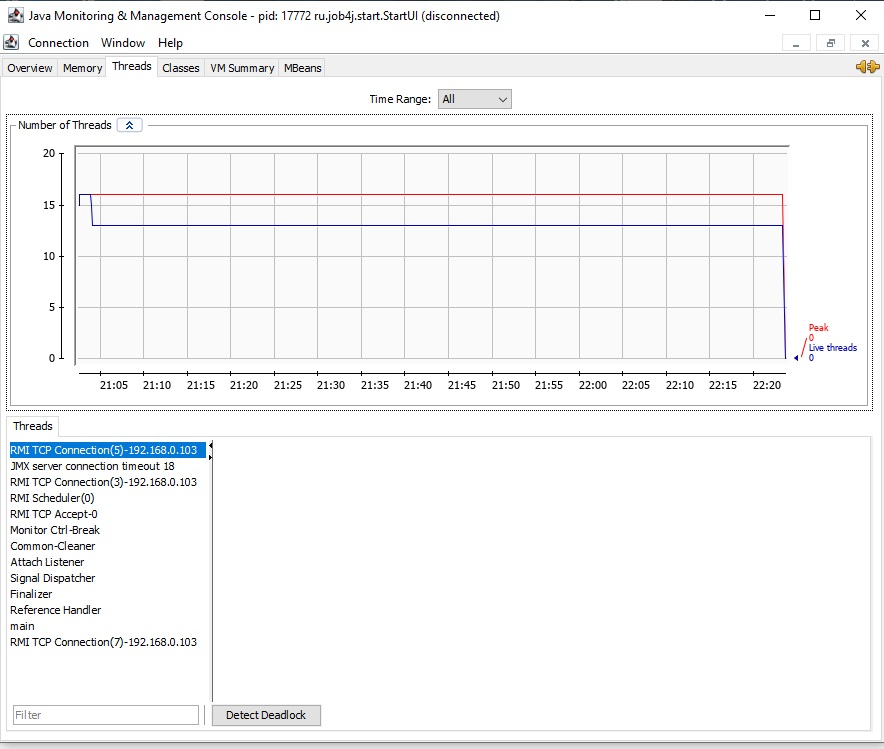 Java Monitoring & Management Console - pid: 17772 ru.job4j.start.StartUI (disconnected)
Connection Window Help
Overview Memory Threads Classes VM Summary MBeans
Time Range: All
Number of Threads
20
15
10
5
0
Peak
0
Live threads
0
21:05 21:10 21:15 21:20 21:25 21:30 21:35 21:40 21:45 21:50 21:55 22:00 22:05 22:10 22:15 22:20
Threads
RMI TCP Connection(5)-192.168.0.103
JMX server connection timeout 18
RMI TCP Connection(3)-192.168.0.103
RMI Scheduler(0)
RMI TCP Accept-0
Monitor Ctrl-Break
Common-Cleaner
Attach Listener
Signal Dispatcher
Finalizer
Reference Handler
main
RMI TCP Connection(7)-192.168.0.103
Filter Detect Deadlock